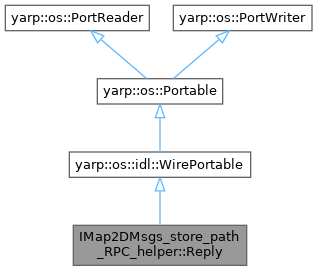 yarp::os::PortReader
yarp::os::PortWriter
yarp::os::Portable
yarp::os::idl::WirePortable
IMap2DMsgs_store_path
_RPC_helper::Reply